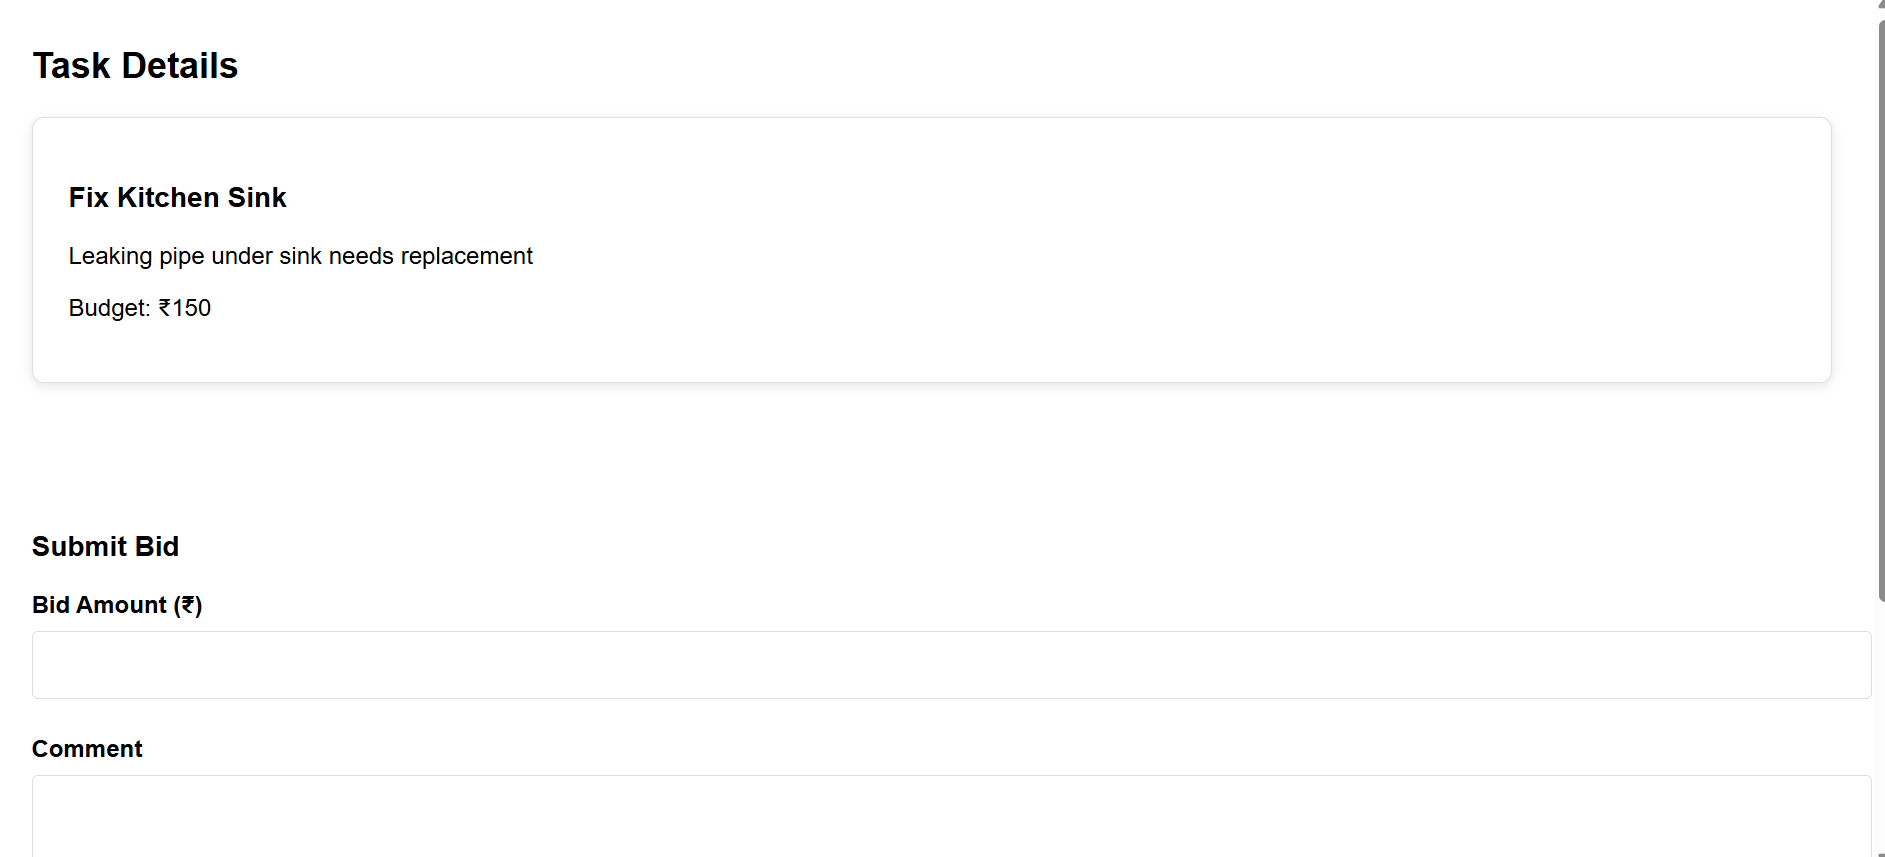 Task Details
Fix Kitchen Sink
Leaking pipe under sink needs replacement
Budget: ₹150
Submit Bid
Bid Amount (₹)
Comment